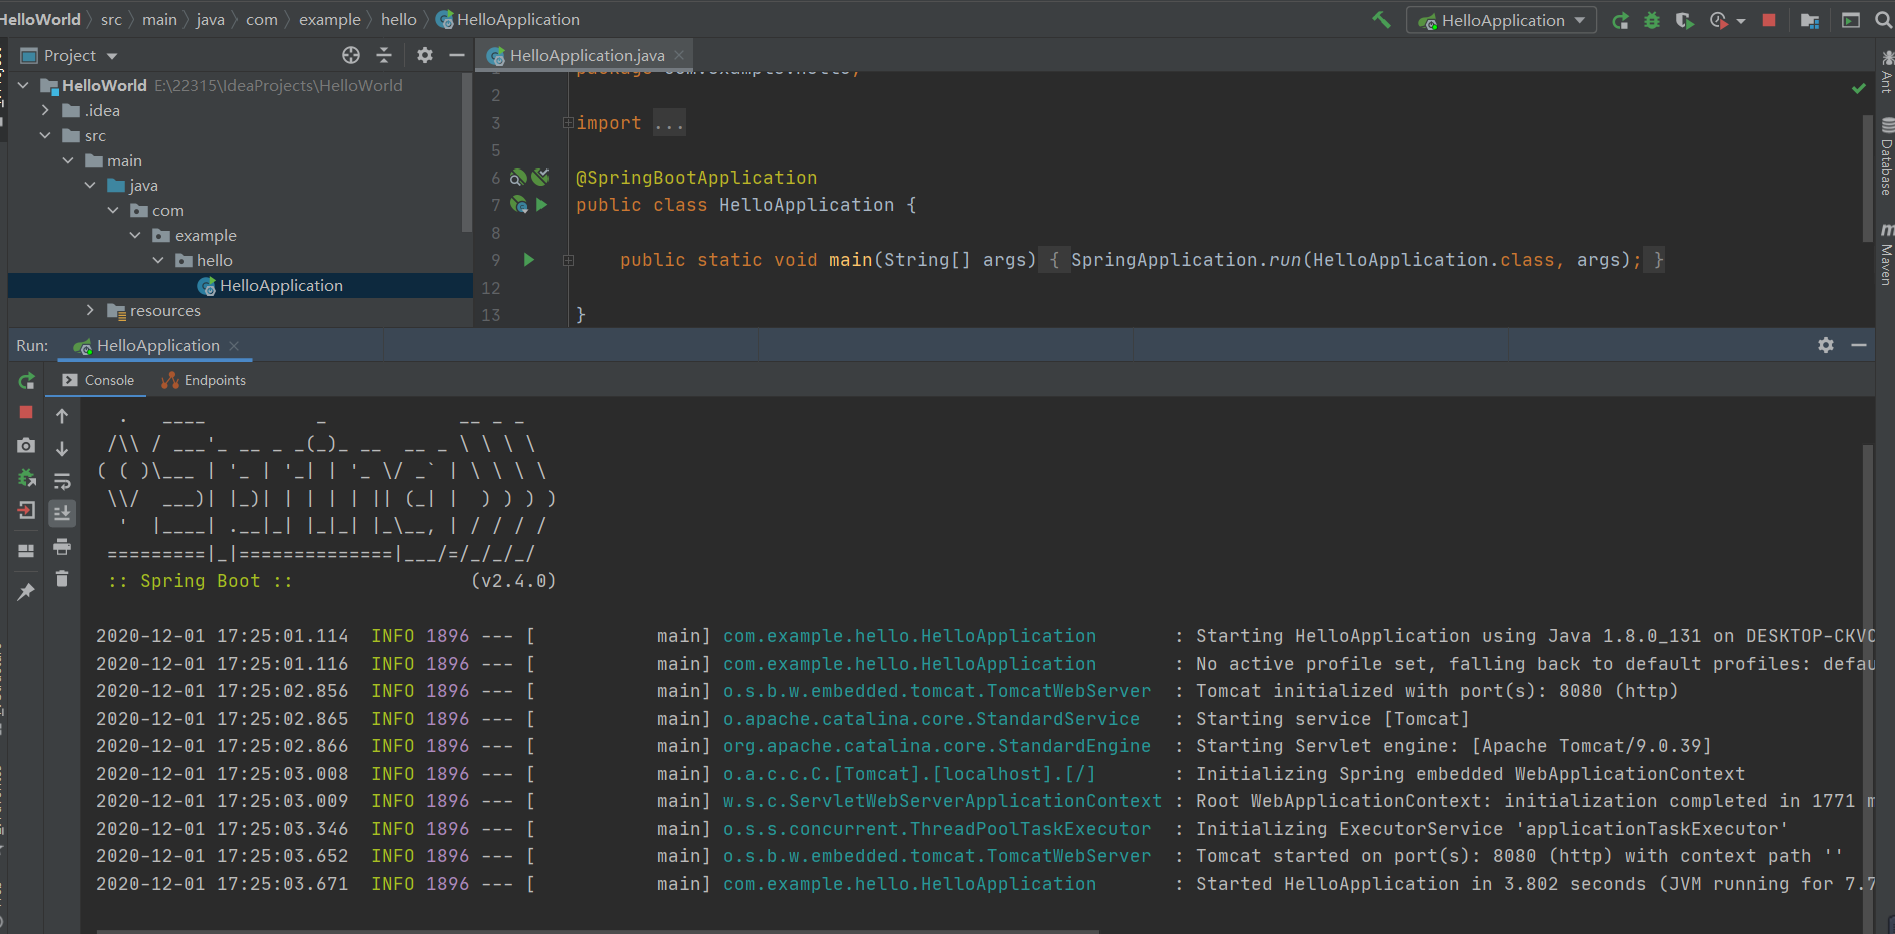 HelloWorld src main java com example hello HelloApplication
HelloApplication
Project
HelloApplication.java
HelloWorld E:\22315\IdeaProjects\HelloWorld
.idea
src
main
java
com
example
hello
HelloApplication
resources
2
3 import ...
5
6 @SpringBootApplication
7 public class HelloApplication {
8
9 public static void main(String[] args) { SpringApplication.run(HelloApplication.class, args); }
12
13 }
Ant
Database
Maven
Run: HelloApplication
Console Endpoints
  .   ____          _            __ _ _
 /\\ / ___'_ __ _ _(_)_ __  __ _ \ \ \ \
( ( )\___ | '_ | '_| | '_ \/ _` | \ \ \ \
 \\/  ___)| |_)| | | | | || (_| |  ) ) ) )
  '  |____| .__|_| |_|_| |_\__, | / / / /
 =========|_|==============|___/=/_/_/_/
 :: Spring Boot ::                (v2.4.0)
2020-12-01 17:25:01.114  INFO 1896 --- [           main] com.example.hello.HelloApplication       : Starting HelloApplication using Java 1.8.0_131 on
2020-12-01 17:25:01.116  INFO 1896 --- [           main] com.example.hello.HelloApplication       : No active profile set, falling back to default profiles:
2020-12-01 17:25:02.856  INFO 1896 --- [           main] o.s.b.w.embedded.tomcat.TomcatWebServer  : Tomcat initialized with port(s): 8080 (http)
2020-12-01 17:25:02.865  INFO 1896 --- [           main] o.apache.catalina.core.StandardService   : Starting service [Tomcat]
2020-12-01 17:25:02.866  INFO 1896 --- [           main] org.apache.catalina.core.StandardEngine  : Starting Servlet engine: [Apache Tomcat/9.0.39]
2020-12-01 17:25:03.008  INFO 1896 --- [           main] o.a.c.c.C.[Tomcat].[localhost].[/]       : Initializing Spring embedded WebApplicationContext
2020-12-01 17:25:03.009  INFO 1896 --- [           main] w.s.c.ServletWebServerApplicationContext : Root WebApplicationContext: initialization completed in 1771
2020-12-01 17:25:03.346  INFO 1896 --- [           main] o.s.s.concurrent.ThreadPoolTaskExecutor  : Initializing ExecutorService 'applicationTaskExecutor'
2020-12-01 17:25:03.652  INFO 1896 --- [           main] o.s.b.w.embedded.tomcat.TomcatWebServer  : Tomcat started on port(s): 8080 (http) with context path ''
2020-12-01 17:25:03.671  INFO 1896 --- [           main] com.example.hello.HelloApplication       : Started HelloApplication in 3.802 seconds (JVM running for 7.7